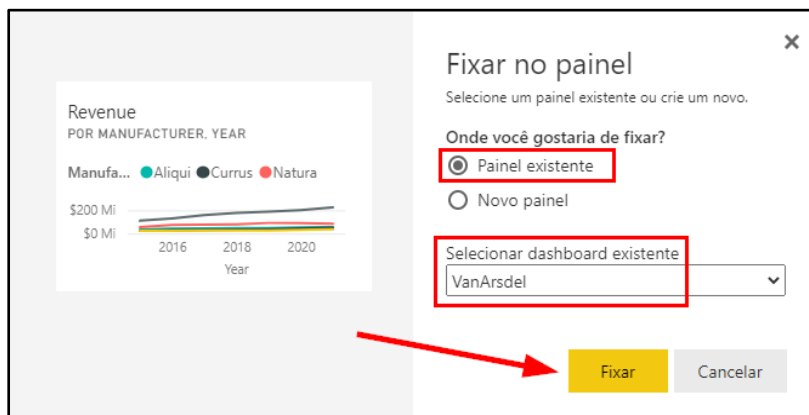 Revenue
POR MANUFACTURER, YEAR
Manufa... Aliqui Currus Natura
$200 Mi
$0 Mi
2016 2018 2020
Year
Fixar no painel
Selecione um painel existente ou crie um novo.
Onde você gostaria de fixar?
Painel existente
Novo painel
Selecionar dashboard existente
VanArsdel
Fixar Cancelar